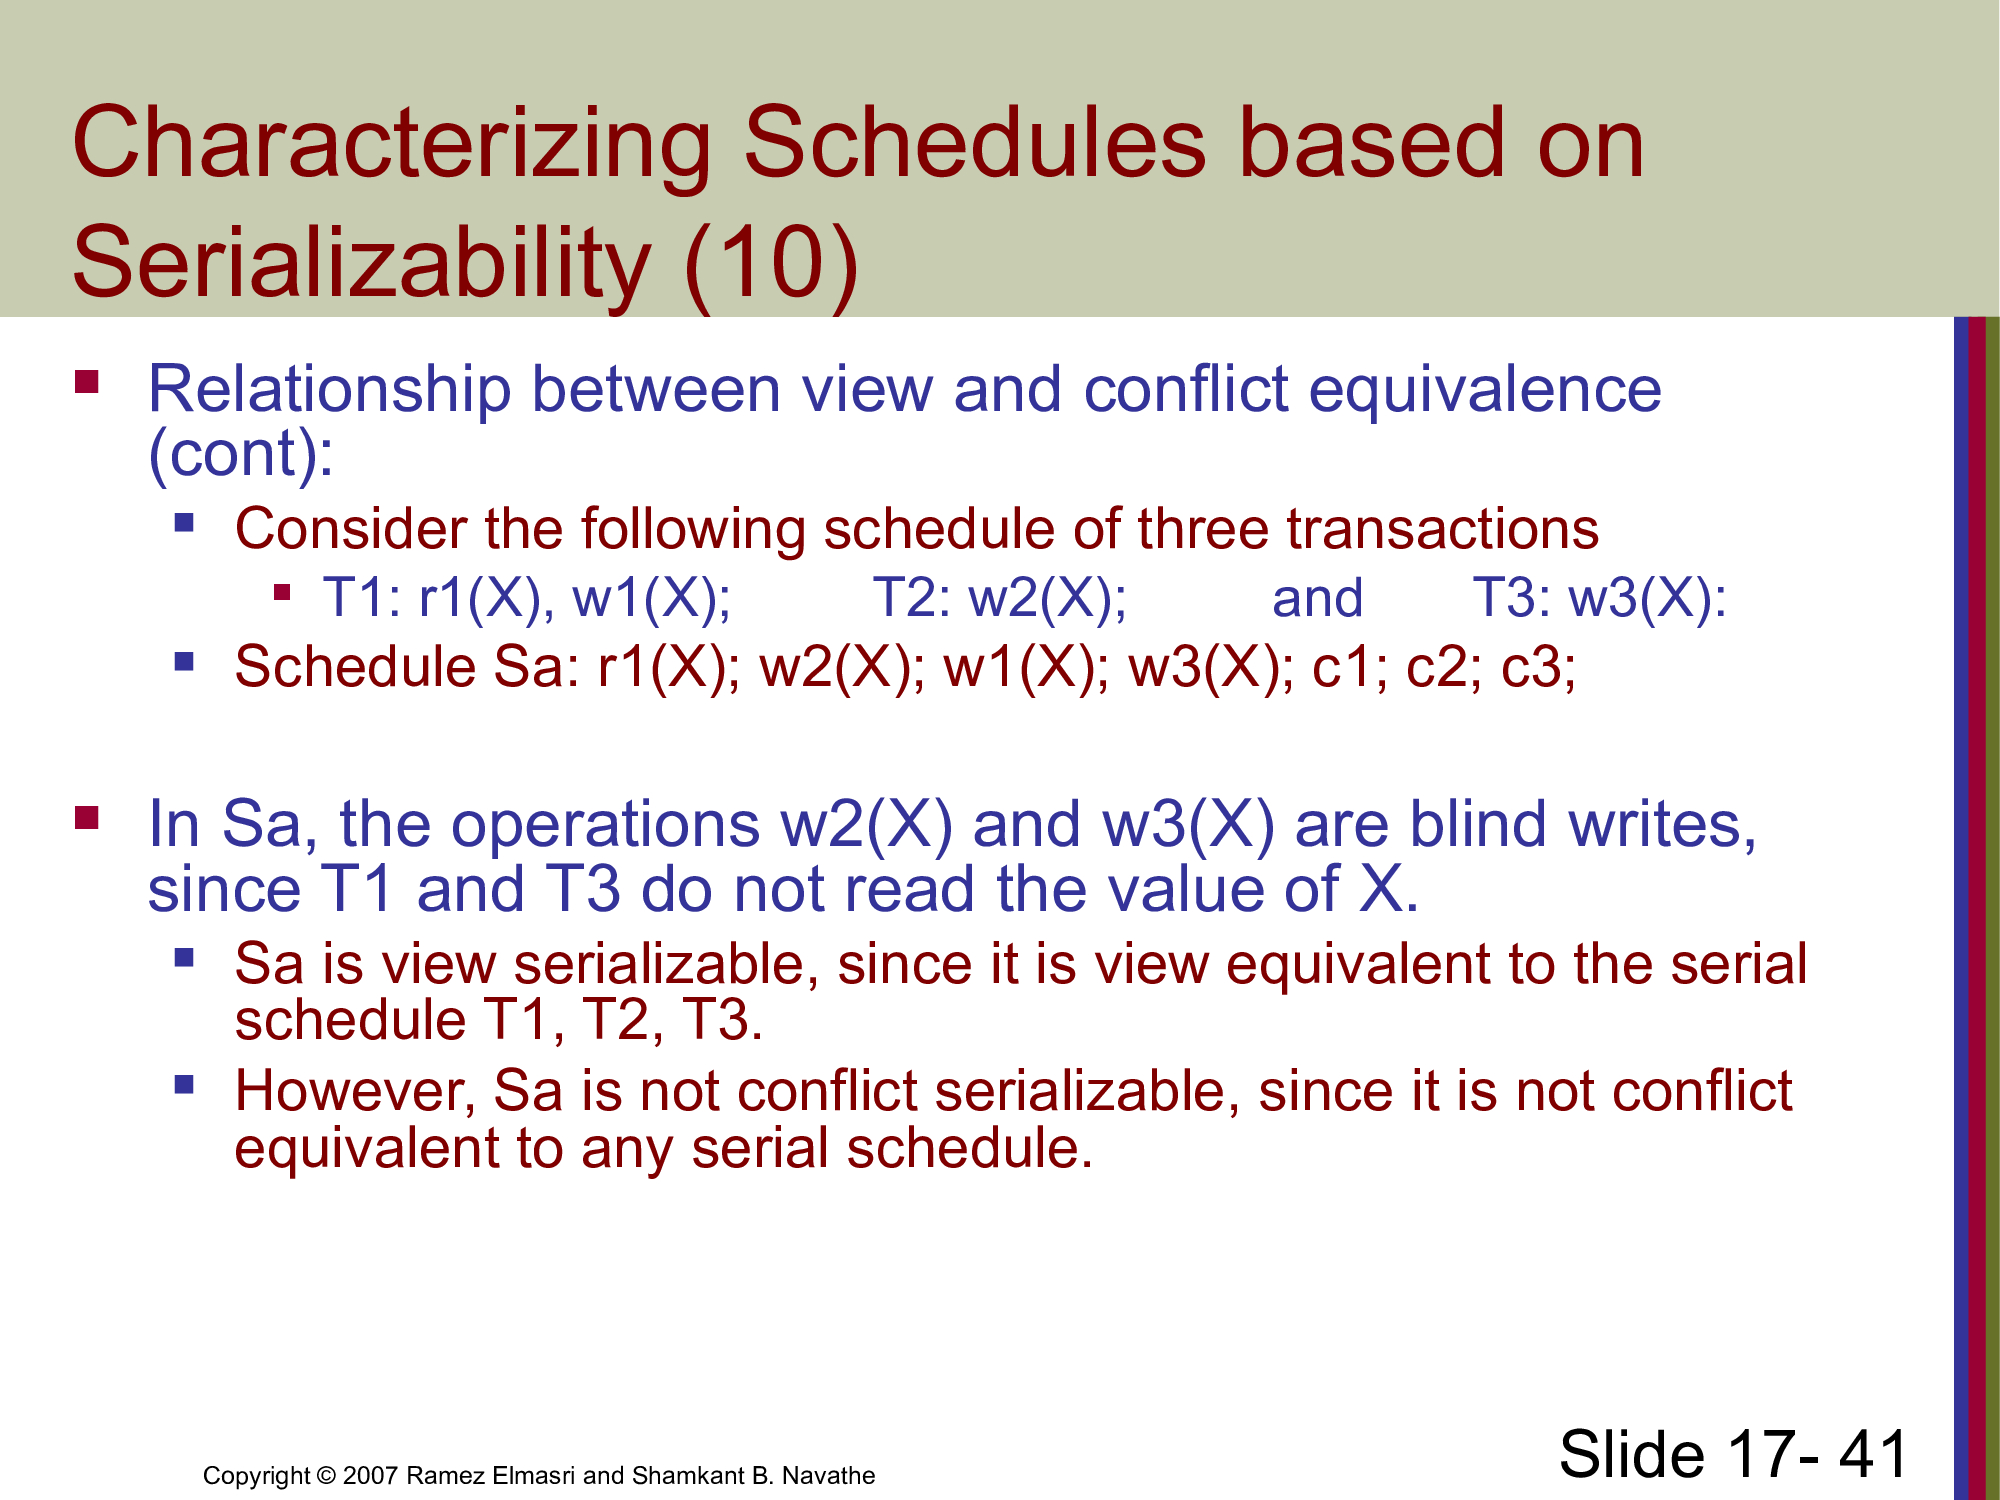 Characterizing Schedules based on
Serializability (10)
Relationship between view and conflict equivalence
(cont):
Consider the following schedule of three transactions
T1: r1(X), w1(X); T2: w2(X); and T3: w3(X):
Schedule Sa: r1(X); w2(X); w1(X); w3(X); c1; c2; c3;
In Sa, the operations w2(X) and w3(X) are blind writes,
since T1 and T3 do not read the value of X.
Sa is view serializable, since it is view equivalent to the serial
schedule T1, T2, T3.
However, Sa is not conflict serializable, since it is not conflict
equivalent to any serial schedule.
Copyright © 2007 Ramez Elmasri and Shamkant B. Navathe
Slide 17- 41